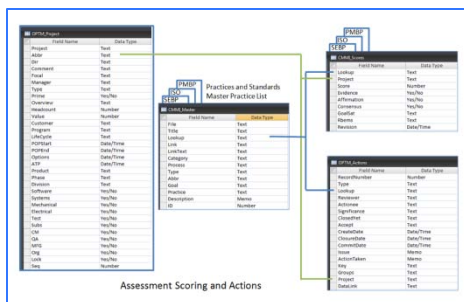 OPTM_Project
Field Name Data Type
Project Text
Abbr Text
Dir Text
Comment Text
Focal Text
Manager Text
Type Text
Prime Yes/No
Overview Text
Headcount Number
Value Number
Customer Text
Program Text
LifeCycle Text
POPStart Date/Time
POPEnd Date/Time
Options Date/Time
ATP Date/Time
Product Text
Phase Text
Division Text
Software Yes/No
Systems Yes/No
Mechanical Yes/No
Electrical Yes/No
Test Yes/No
Subs Yes/No
CM Yes/No
QA Yes/No
MFG Yes/No
Org Yes/No
Lock Yes/No
Seq Number
PMBP
ISO
SEBP
Practices and Standards
Master Practice List
CMMI_Master
Field Name Data Type
File Text
Title Text
Lookup Text
Link Text
LinkText Text
Category Text
Process Text
Type Text
Abbr Text
Goal Text
Practice Text
Description Memo
ID Number
PMBP
ISO
SEBP
CMMI_Scores
Field Name Data Type
Lookup Text
Project Text
Score Number
Evidence Yes/No
Affirmation Yes/No
Consensus Yes/No
GoalSat Text
Rbems Text
Revision Date/Time
OPTM_Actions
Field Name Data Type
RecordNumber Number
Type Text
Lookup Text
Reviewer Text
Actionee Text
Significance Text
ClosedYet Text
Accept Text
CreateDate Date/Time
ClosureDate Date/Time
CommitDate Date/Time
Issue Memo
ActionTaken Memo
Key Text
Groups Text
Project Text
DataLink Text
Assessment Scoring and Actions